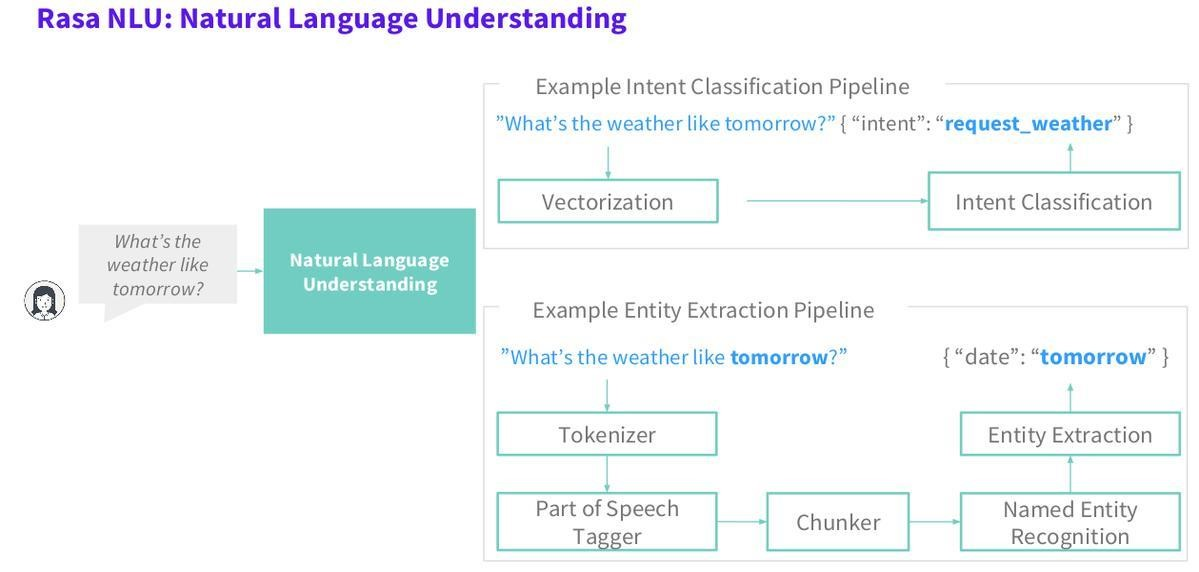 Rasa NLU: Natural Language Understanding
What's the
weather like
tomorrow?
Natural Language
Understanding
Example Intent Classification Pipeline
”What's the weather like tomorrow?” { “intent”: “request_weather” }
Vectorization
Intent Classification
Example Entity Extraction Pipeline
”What's the weather like tomorrow?”
{ “date”: “tomorrow” }
Tokenizer
Entity Extraction
Part of Speech
Tagger
Chunker
Named Entity
Recognition